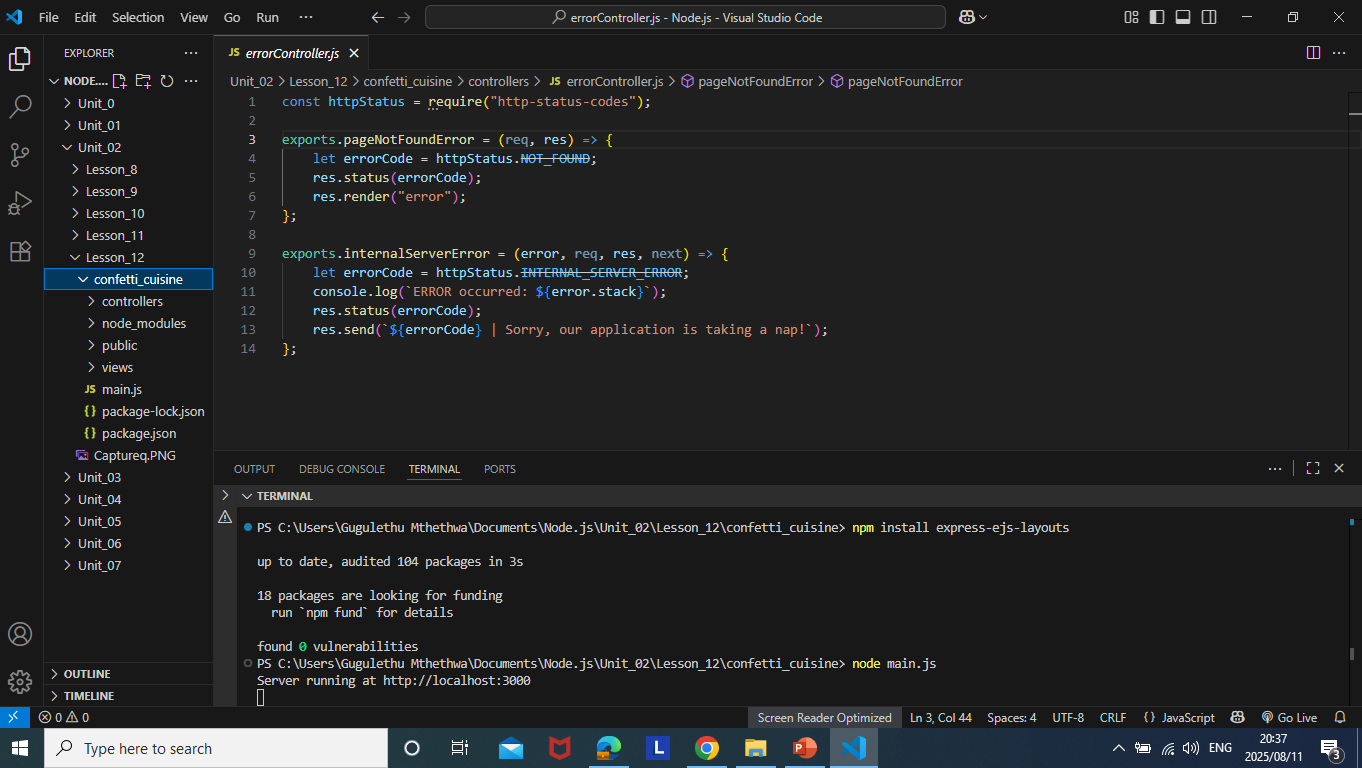 File Edit Selection View Go Run ··· errorController.js - Node.js - Visual Studio Code
EXPLORER ···
NODE.... ···
Unit_0
Unit_01
Unit_02
Lesson_8
Lesson_9
Lesson_10
Lesson_11
Lesson_12
confetti_cuisine
controllers
node_modules
public
views
JS main.js
{} package-lock.json
{} package.json
Captureq.PNG
Unit_03
Unit_04
Unit_05
Unit_06
Unit_07
OUTLINE
TIMELINE
JS errorController.js
Unit_02 > Lesson_12 > confetti_cuisine > controllers > JS errorController.js > pageNotFoundError > pageNotFoundError
1 const httpStatus = require("http-status-codes");
2
3 exports.pageNotFoundError = (req, res) => {
4 let errorCode = httpStatus.NOT_FOUND;
5 res.status(errorCode);
6 res.render("error");
7 };
8
9 exports.internalServerError = (error, req, res, next) => {
10 let errorCode = httpStatus.INTERNAL_SERVER_ERROR;
11 console.log(`ERROR occurred: ${error.stack}`);
12 res.status(errorCode);
13 res.send(`${errorCode} | Sorry, our application is taking a nap!`);
14 };
OUTPUT DEBUG CONSOLE TERMINAL PORTS ···
TERMINAL
PS C:\Users\Gugulethu Mthethwa\Documents\Node.js\Unit_02\Lesson_12\confetti_cuisine> npm install express-ejs-layouts
up to date, audited 104 packages in 3s
18 packages are looking for funding
run `npm fund` for details
found 0 vulnerabilities
PS C:\Users\Gugulethu Mthethwa\Documents\Node.js\Unit_02\Lesson_12\confetti_cuisine> node main.js
Server running at http://localhost:3000
0 0 Screen Reader Optimized Ln 3, Col 44 Spaces: 4 UTF-8 CRLF {} JavaScript Go Live
Type here to search L P ENG 20:37
2025/08/11 3